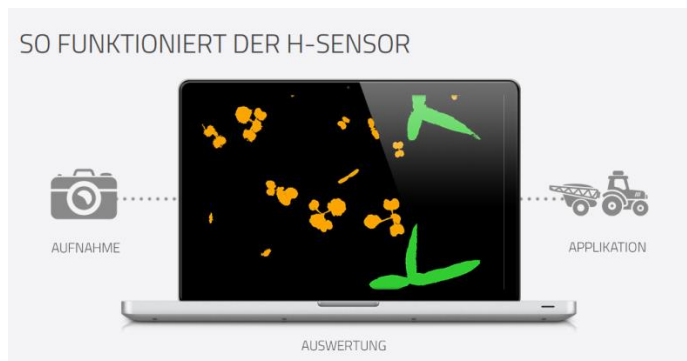 SO FUNKTIONIERT DER H-SENSOR
AUFNAHME
APPLIKATION
AUSWERTUNG